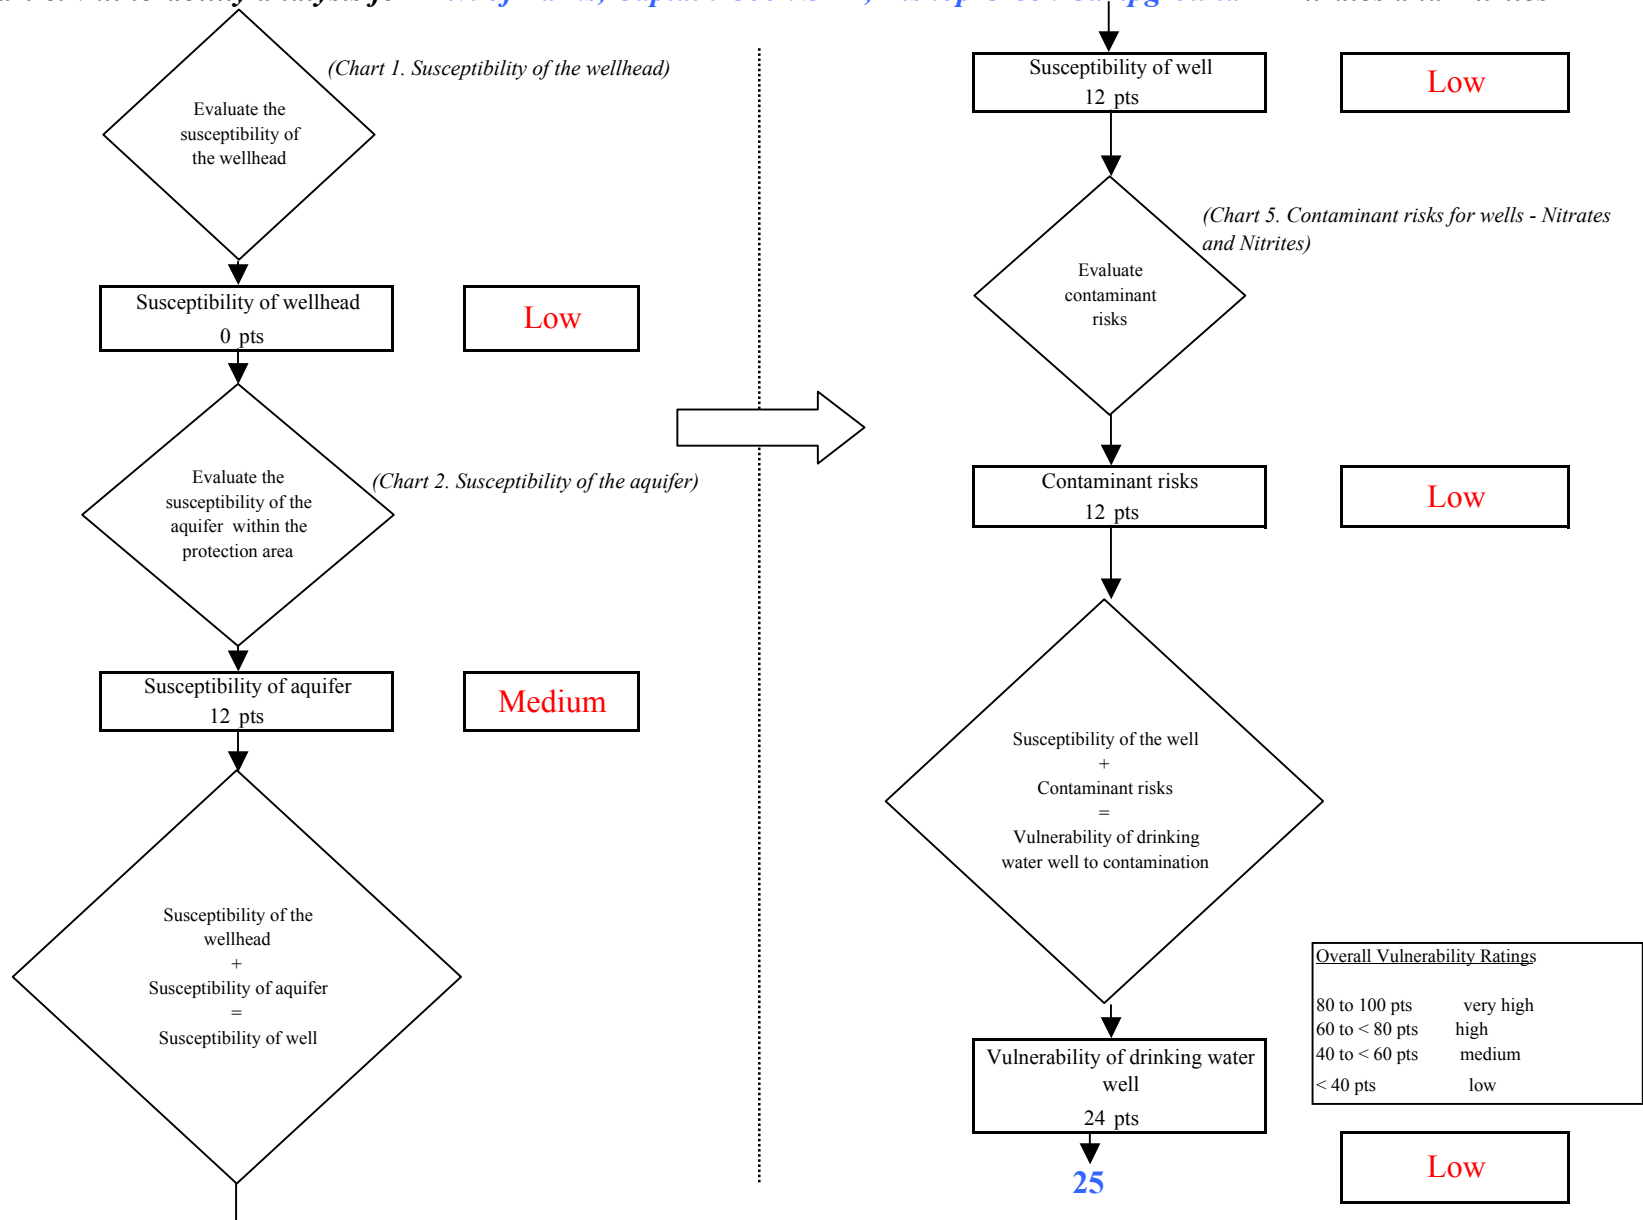 (Chart 1. Susceptibility of the wellhead)
Evaluate the
susceptibility of
the wellhead
Susceptibility of wellhead
0 pts
Low
Evaluate the
susceptibility of the
aquifer within the
protection area
(Chart 2. Susceptibility of the aquifer)
Susceptibility of aquifer
12 pts
Medium
Susceptibility of the
wellhead
+
Susceptibility of aquifer
=
Susceptibility of well
Susceptibility of well
12 pts
Low
(Chart 5. Contaminant risks for wells - Nitrates
and Nitrites)
Evaluate
contaminant
risks
Contaminant risks
12 pts
Low
Susceptibility of the well
+
Contaminant risks
=
Vulnerability of drinking
water well to contamination
Vulnerability of drinking water
well
24 pts
25
Overall Vulnerability Ratings
80 to 100 pts very high
60 to < 80 pts high
40 to < 60 pts medium
< 40 pts low
Low